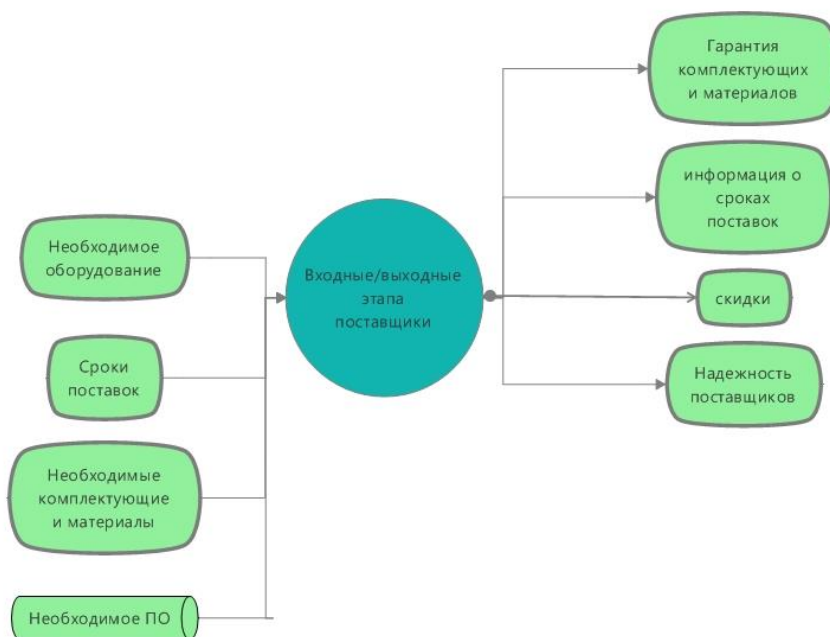 Гарантия
комплектующих
и материалов
информация о
сроках
поставок
скидки
Надежность
поставщиков
Входные/выходные
этапа
поставщики
Необходимое
оборудование
Сроки
поставок
Необходимые
комплектующие
и материалы
Необходимое ПО